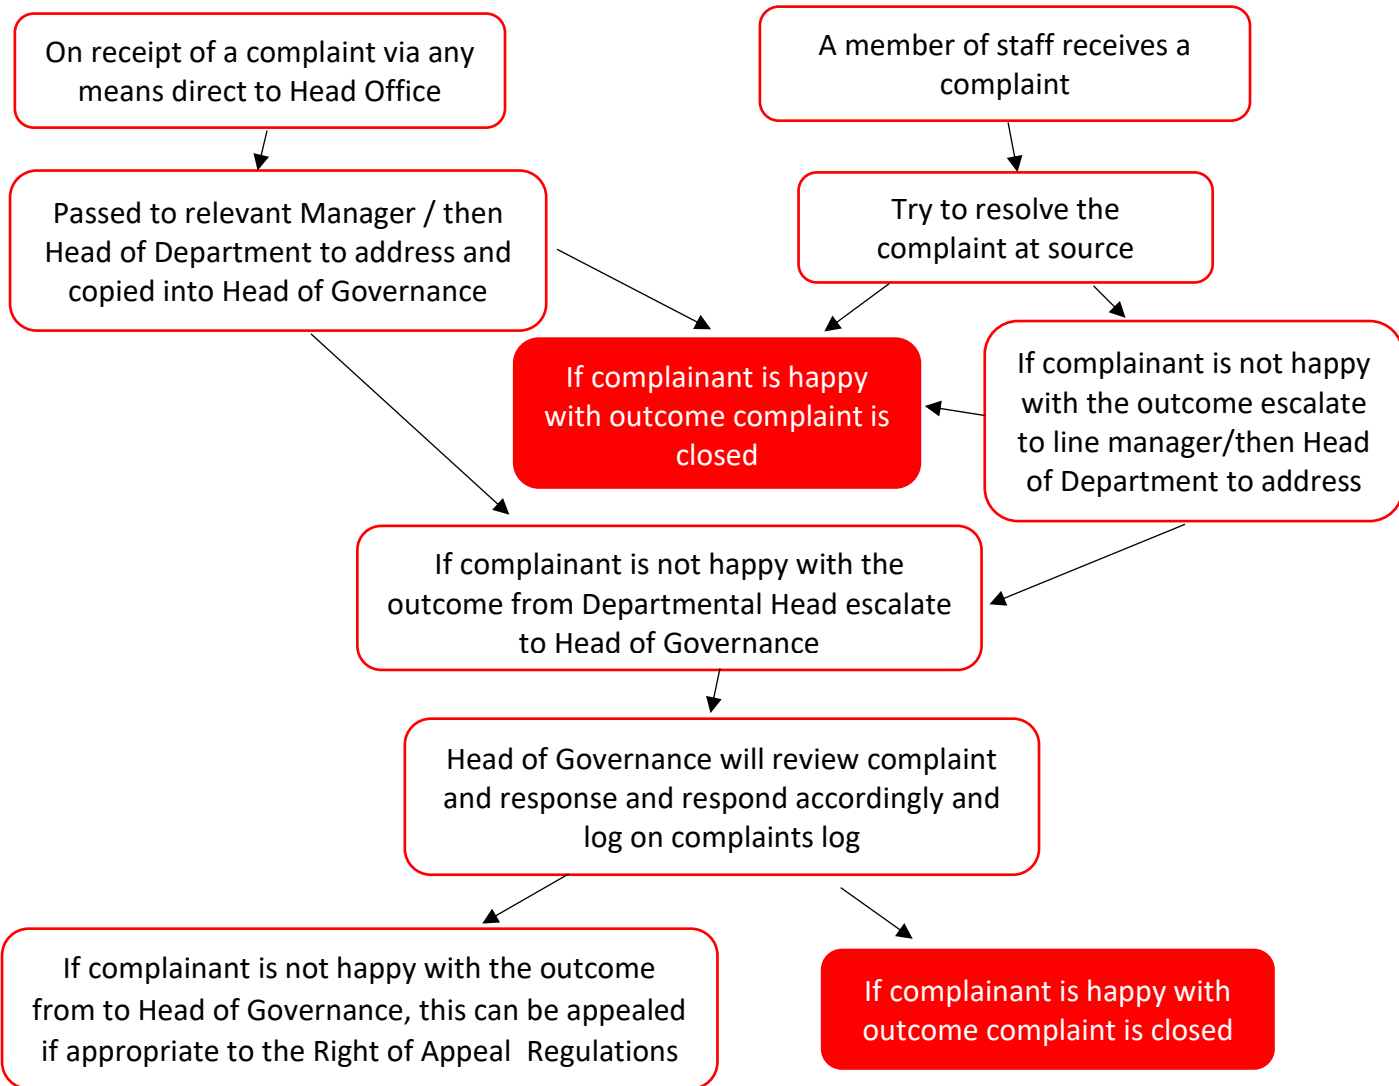 On receipt of a complaint via any
means direct to Head Office
A member of staff receives a
complaint
Passed to relevant Manager / then
Head of Department to address and
copied into Head of Governance
Try to resolve the
complaint at source
If complainant is happy
with outcome complaint is
closed
If complainant is not happy
with the outcome escalate
to line manager/then Head
of Department to address
If complainant is not happy with the
outcome from Departmental Head escalate
to Head of Governance
Head of Governance will review complaint
and response and respond accordingly and
log on complaints log
If complainant is not happy with the outcome
from to Head of Governance, this can be appealed
if appropriate to the Right of Appeal  Regulations
If complainant is happy with
outcome complaint is closed